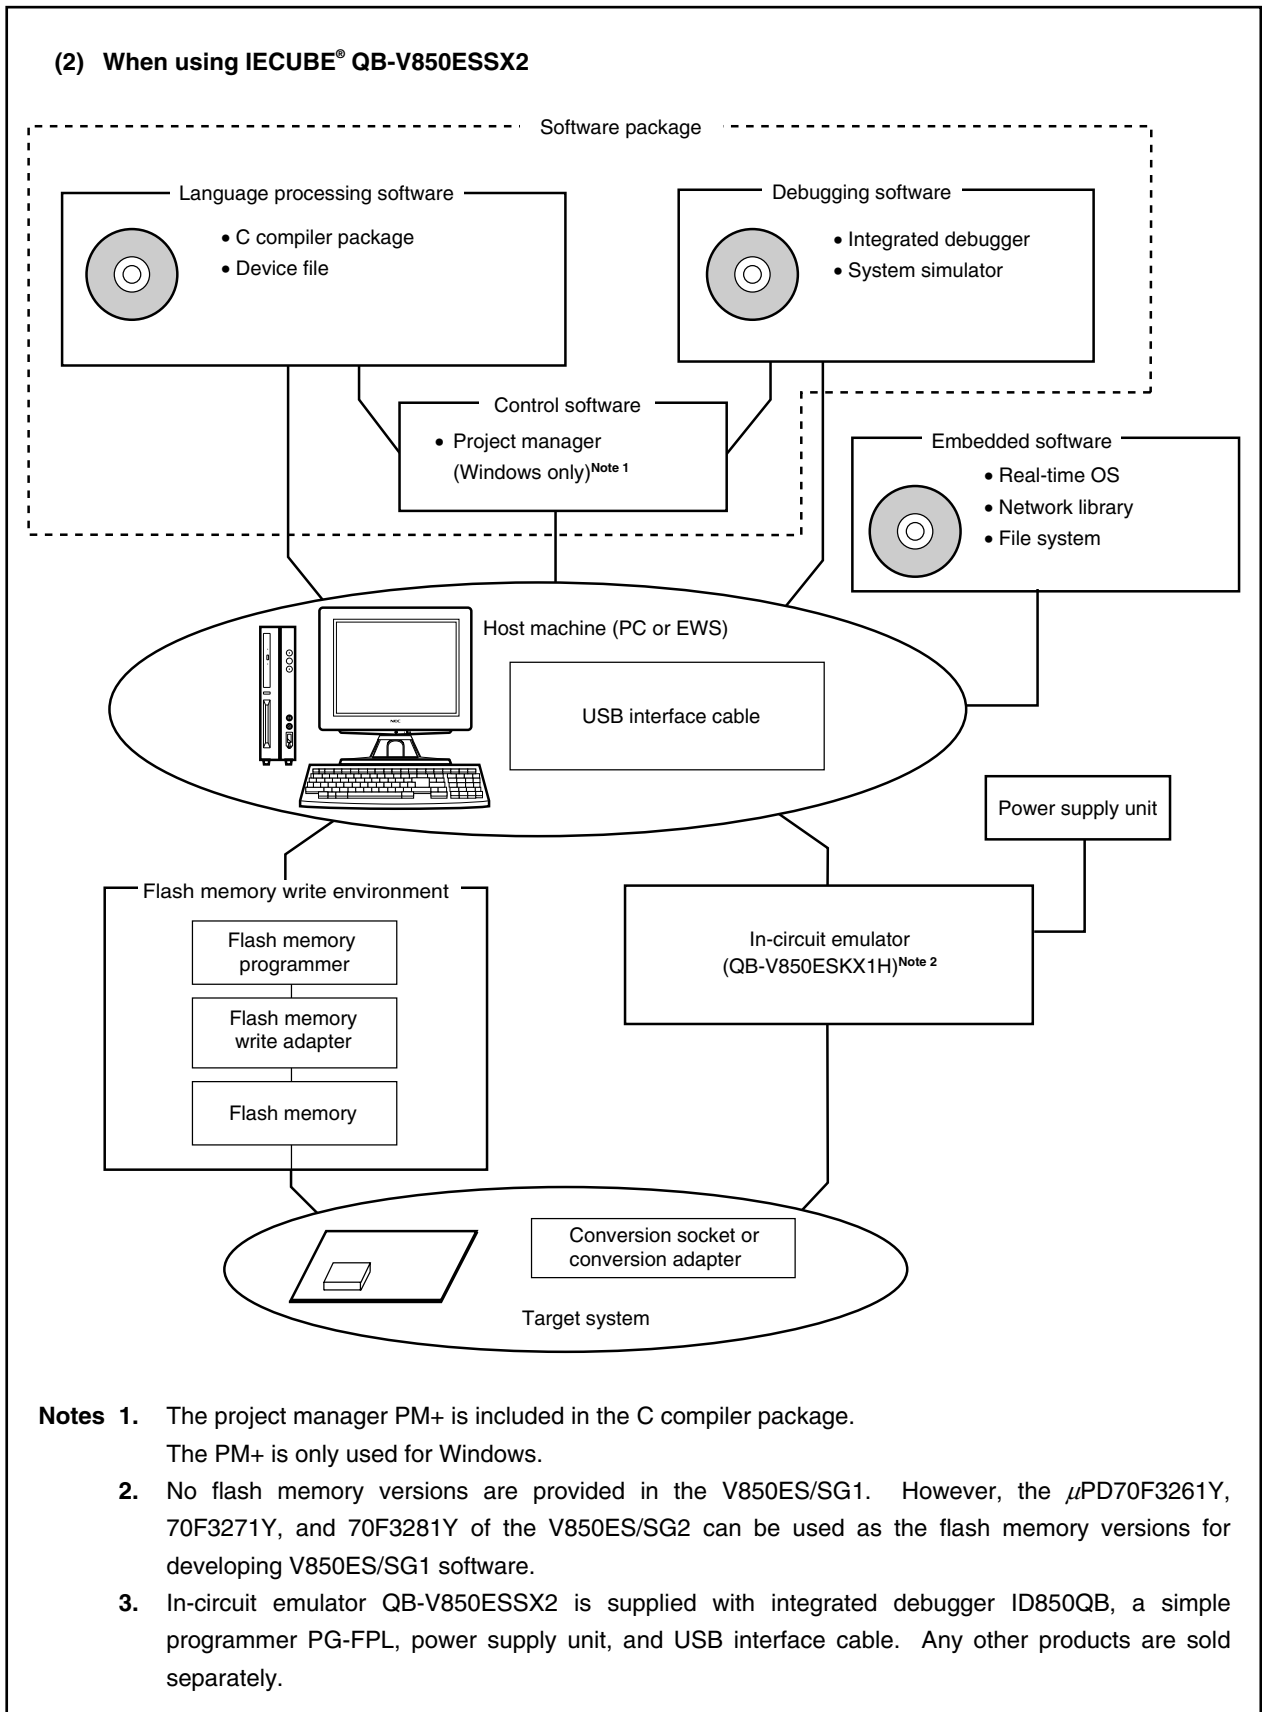 (2) When using IECUBE® QB-V850ESSX2
Software package
Language processing software
• C compiler package
• Device file
Debugging software
• Integrated debugger
• System simulator
Control software
• Project manager
(Windows only)Note 1
Embedded software
• Real-time OS
• Network library
• File system
Host machine (PC or EWS)
NEC
USB interface cable
Power supply unit
Flash memory write environment
Flash memory
programmer
Flash memory
write adapter
Flash memory
In-circuit emulator
(QB-V850ESKX1H)Note 2
Conversion socket or
conversion adapter
Target system
Notes 1. The project manager PM+ is included in the C compiler package.
The PM+ is only used for Windows.
2. No flash memory versions are provided in the V850ES/SG1. However, the μPD70F3261Y,
70F3271Y, and 70F3281Y of the V850ES/SG2 can be used as the flash memory versions for
developing V850ES/SG1 software.
3. In-circuit emulator QB-V850ESSX2 is supplied with integrated debugger ID850QB, a simple
programmer PG-FPL, power supply unit, and USB interface cable. Any other products are sold
separately.